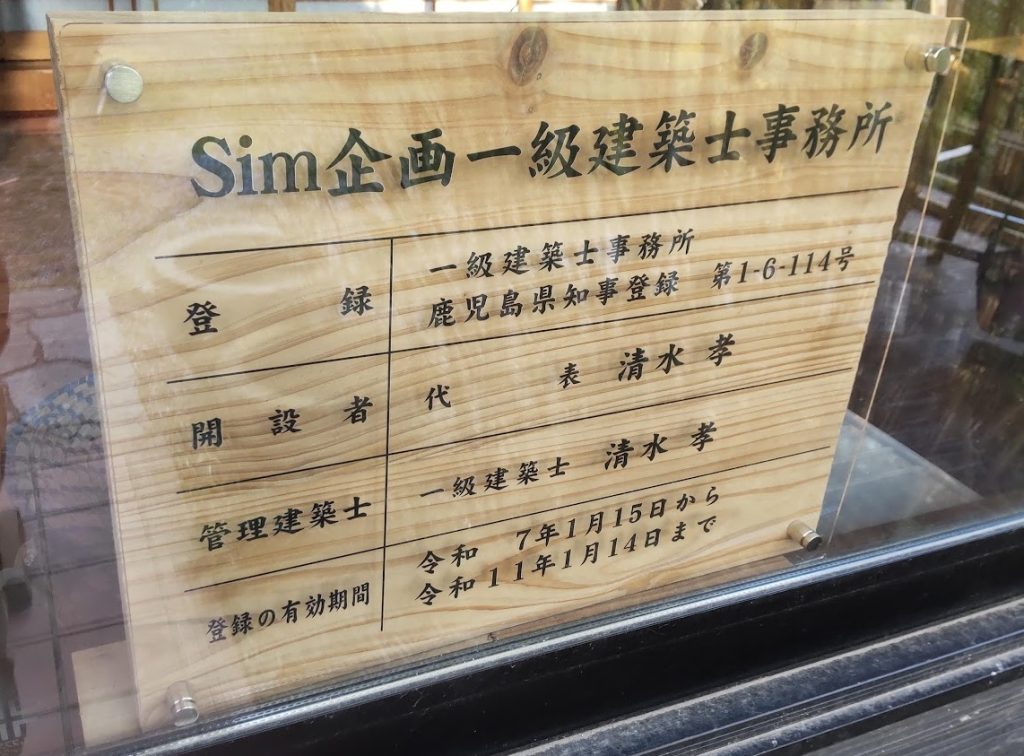 Sim企画一級建築士事務所
登録 一級建築士事務所
鹿児島県知事登録 第1-6-114号
開設者 代表 清水 孝
管理建築士 一級建築士 清水 孝
登録の有効期間 令和 7年1月15日から
令和11年1月14日まで